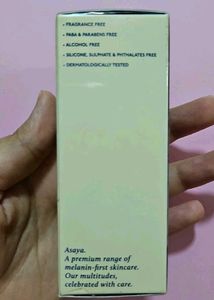 • FRAGRANCE FREE
• PABA & PARABENS FREE
• ALCOHOL FREE
• SILICONE, SULPHATE & PHTHALATES FREE
• DERMATOLOGICALLY TESTED
Asaya.
A premium range of
melanin-first skincare.
Our multitudes,
celebrated with care.